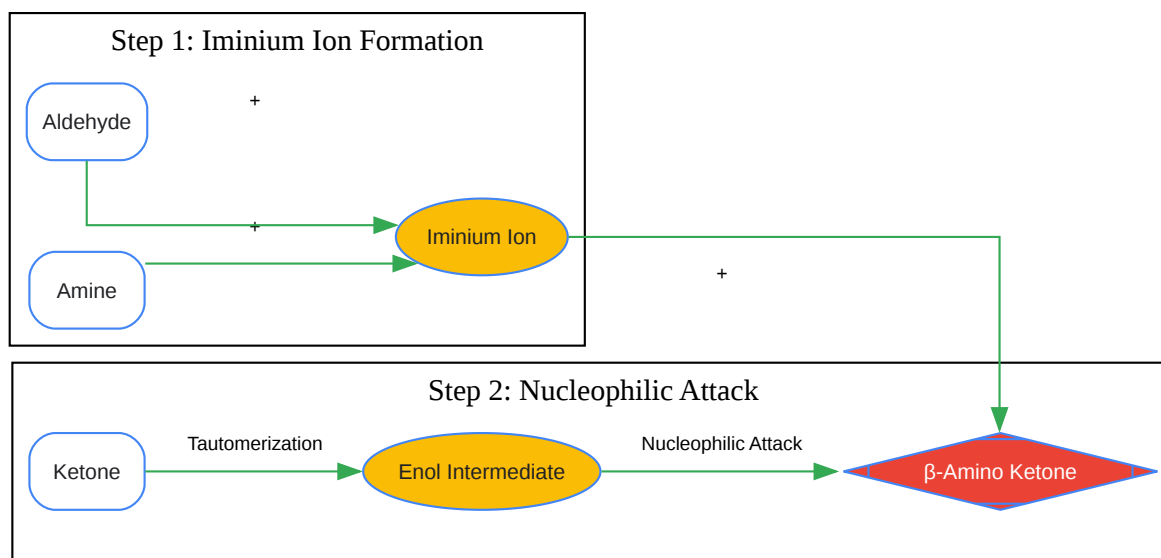 Step 1: Iminium Ion Formation
Aldehyde
+
+
Iminium Ion
Amine
+
Step 2: Nucleophilic Attack
Ketone
Tautomerization
Enol Intermediate
Nucleophilic Attack
β-Amino Ketone